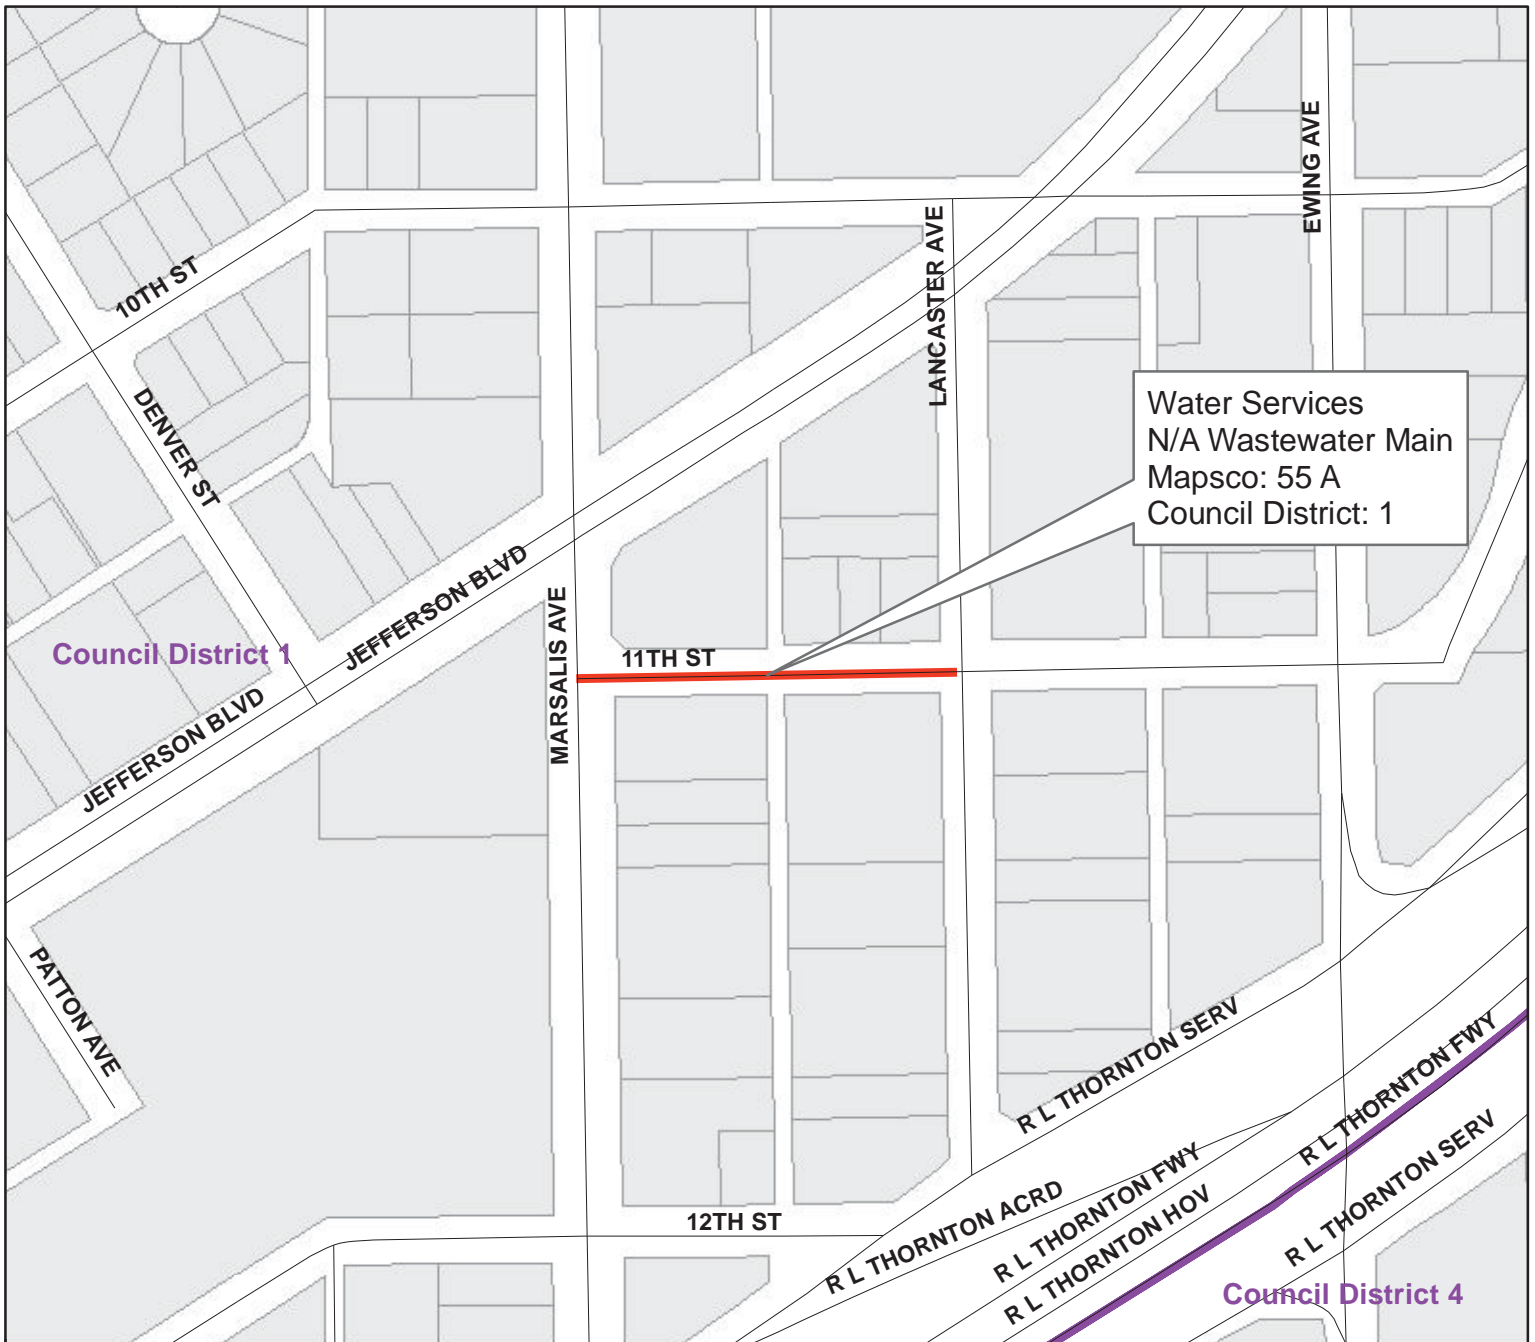 EWING AVE
LANCASTER AVE
10TH ST
DENVER ST
Water Services
N/A Wastewater Main
Mapsco: 55 A
Council District: 1
JEFFERSON BLVD
MARSALIS AVE
11TH ST
Council District 1
JEFFERSON BLVD
PATTON AVE
R L THORNTON SERV
R L THORNTON FWY
R L THORNTON SERV
R L THORNTON FWY
R L THORNTON ACRD
R L THORNTON HOV
12TH ST
Council District 4